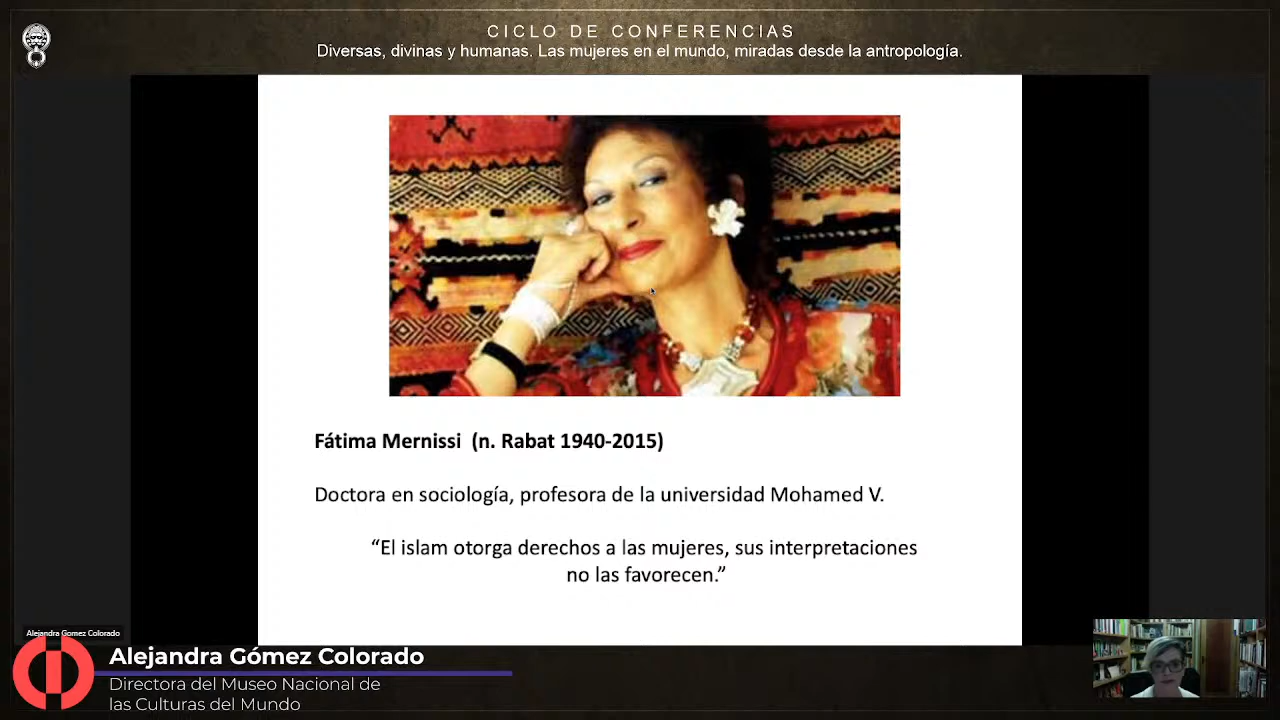 CICLO DE CONFERENCIAS
Diversas, divinas y humanas. Las mujeres en el mundo, miradas desde la antropología.
Fátima Mernissi (n. Rabat 1940-2015)
Doctora en sociología, profesora de la universidad Mohamed V.
“El islam otorga derechos a las mujeres, sus interpretaciones
no las favorecen.”
Alejandra Gomez Colorado
Alejandra Gómez Colorado
Directora del Museo Nacional de
las Culturas del Mundo